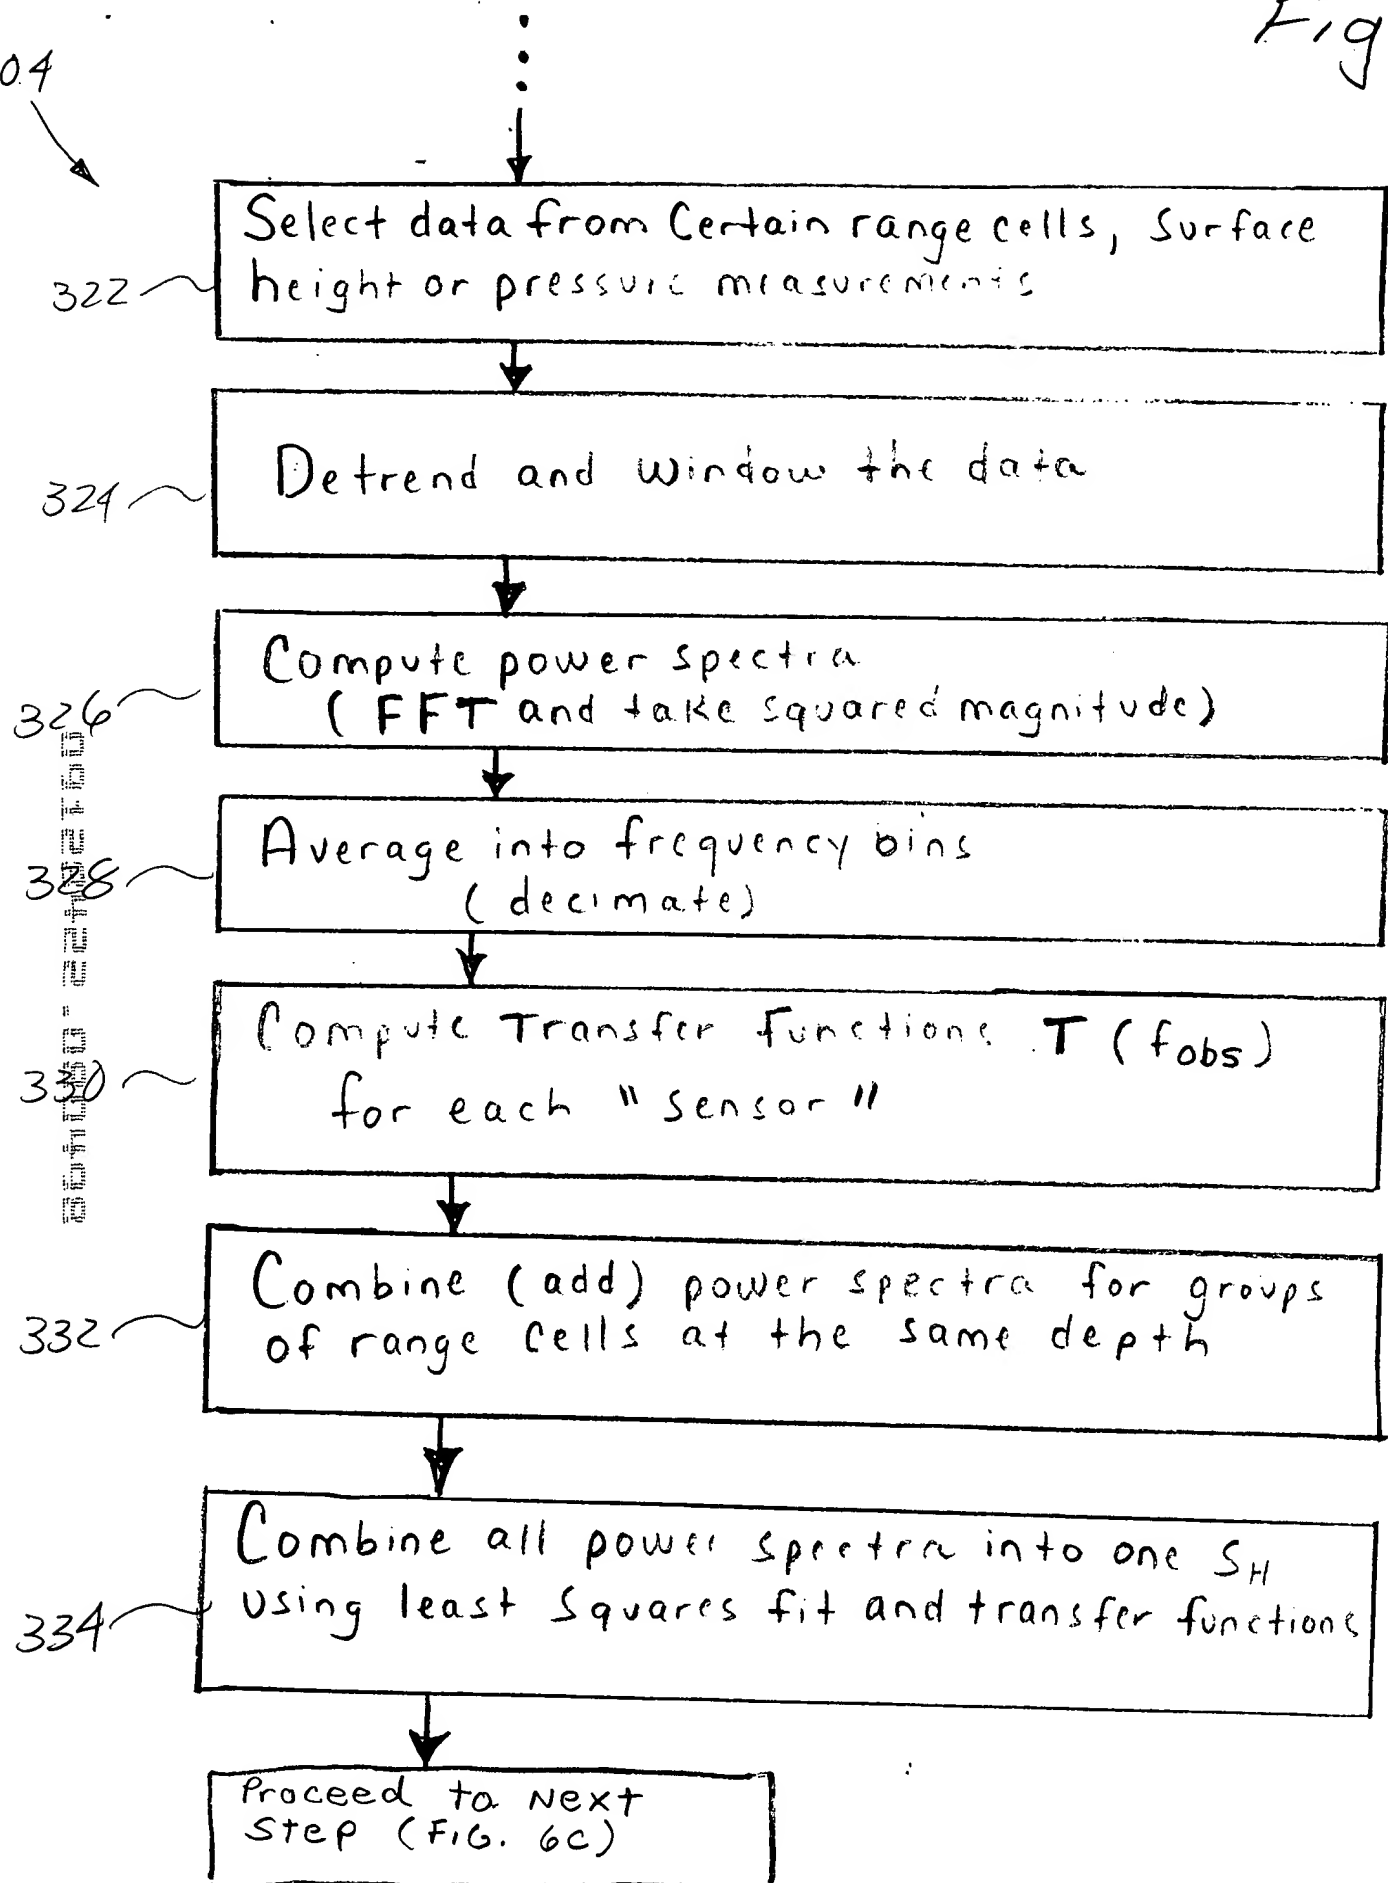 Fig
04
Select data from Certain range cells, Surface
height or pressure measurements
322
Detrend and window the data
324
Compute power spectra
(FFT and take squared magnitude)
326
Average into frequency bins
(decimate)
328
Compute Transfer Functions T (fobs)
for each "sensor"
330
Combine (add) power spectra for groups
of range cells at the same depth
332
Combine all power spectra into one SH
using least squares fit and transfer functions
334
Proceed to Next
Step (FIG. 6C)